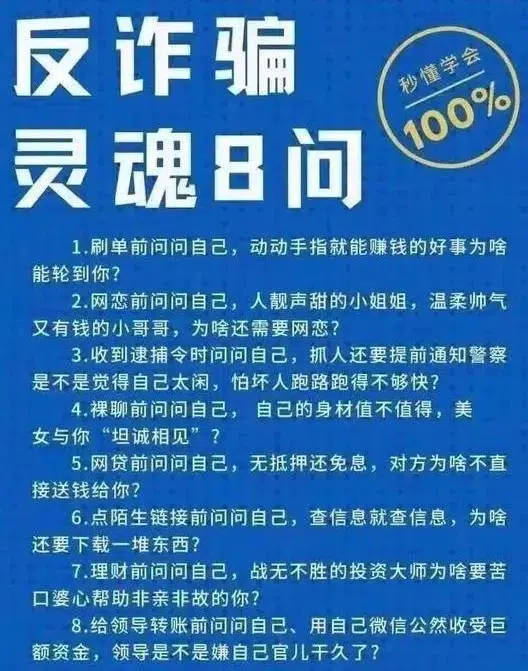 反诈骗
灵魂8问
秒懂学会
100%
1.刷单前问问自己，动动手指就能赚钱的好事为啥
能轮到你?
2.网恋前问问自己，人靓声甜的小姐姐，温柔帅气
又有钱的小哥哥，为啥还需要网恋?
3.收到逮捕令时问问自己，抓人还要提前通知警察
是不是觉得自己太闲，怕坏人跑路跑得不够快?
4.裸聊前问问自己， 自己的身材值不值得，美
女与你“坦诚相见”?
5.网贷前问问自己，无抵押还免息，对方为啥不直
接送钱给你?
6.点陌生链接前问问自己，查信息就查信息，为啥
还要下载一堆东西?
7.理财前问问自己，战无不胜的投资大师为啥要苦
口婆心帮助非亲非故的你?
8.给领导转账前问问自己、用自己微信公然收受巨
额资金，领导是不是嫌自己官儿干久了?